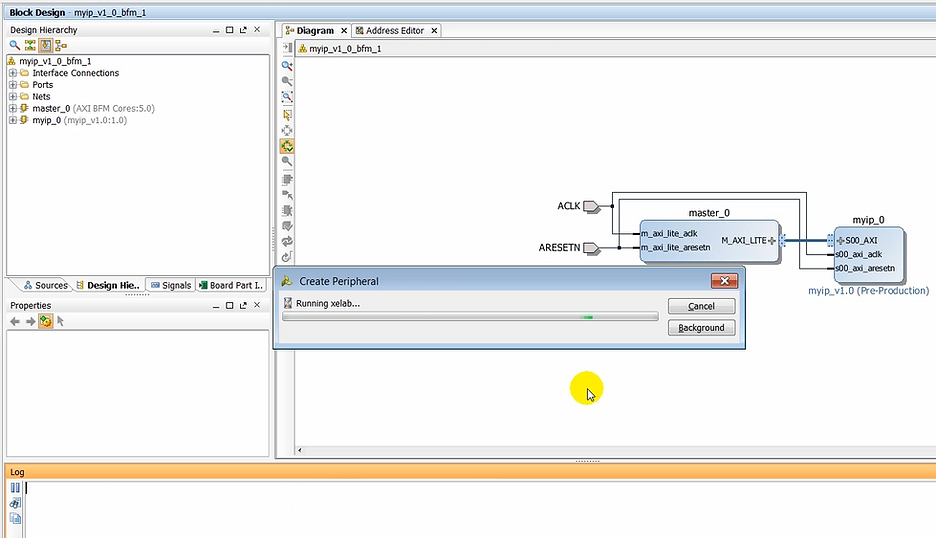 Block Design - myip_v1_0_bfm_1
Design Hierarchy
myip_v1_0_bfm_1
Interface Connections
Ports
Nets
master_0 (AXI BFM Cores:5.0)
myip_0 (myip_v1.0:1.0)
Sources
Design Hie..
Signals
Board Part I..
Properties
Diagram
Address Editor
myip_v1_0_bfm_1
ACLK
ARESETN
master_0
m_axi_lite_aclk
m_axi_lite_aresetn
M_AXI_LITE
myip_0
S00_AXI
s00_axi_aclk
s00_axi_aresetn
myip_v1.0 (Pre-Production)
Create Peripheral
Running xelab...
Cancel
Background
Log